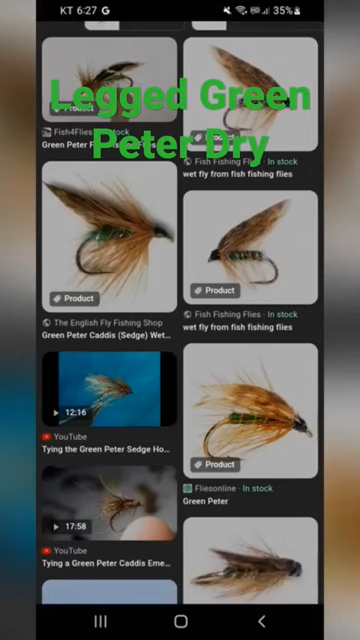 KT 6:27 G
35%
Legged Green
Peter Dry
Product
Stock
Green Peter
Product
Fish Fishing Flies · In stock
wet fly from fish fishing flies
Product
The English Fly Fishing Shop
Green Peter Caddis (Sedge) Wet...
Product
Fish Fishing Flies · In stock
wet fly from fish fishing flies
12:16
YouTube
Tying the Green Peter Sedge Ho...
Product
Fliesonline · In stock
Green Peter
17:58
YouTube
Tying a Green Peter Caddis Eme...